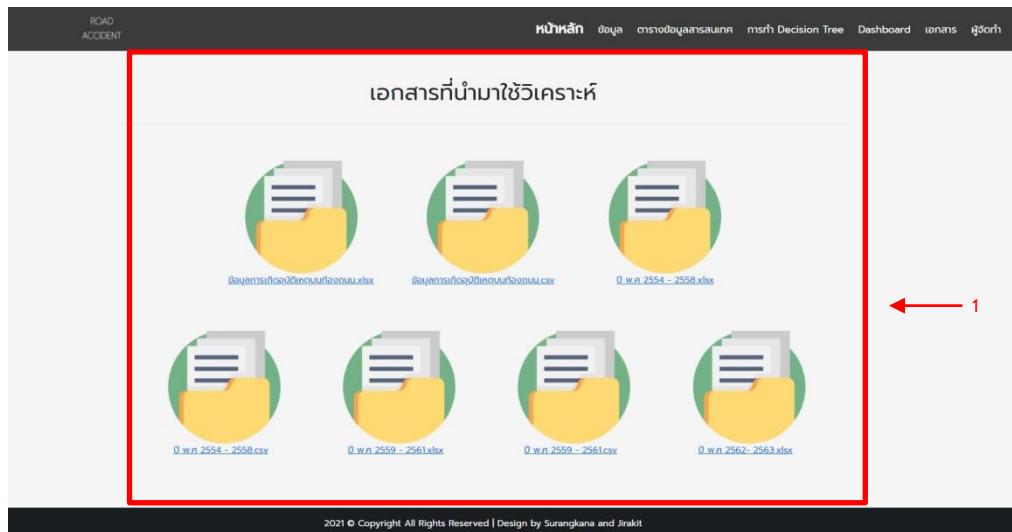 ROAD
ACCIDENT
หน้าหลัก ข้อมูล ตารางข้อมูลสารสนเทศ การทำ Decision Tree Dashboard เอกสาร ผู้จัดทำ
เอกสารที่นำมาใช้วิเคราะห์
ข้อมูลการเกิดอุบัติเหตุบนท้องถนน.xlsx ข้อมูลการเกิดอุบัติเหตุบนท้องถนน.csv ปี พ.ศ 2554 - 2558.xlsx
1
ปี พ.ศ 2554 - 2558.csv ปี พ.ศ 2559 - 2561.xlsx ปี พ.ศ 2559 - 2561.csv ปี พ.ศ 2562- 2563.xlsx
2021 © Copyright All Rights Reserved | Design by Surangkana and Jirakit